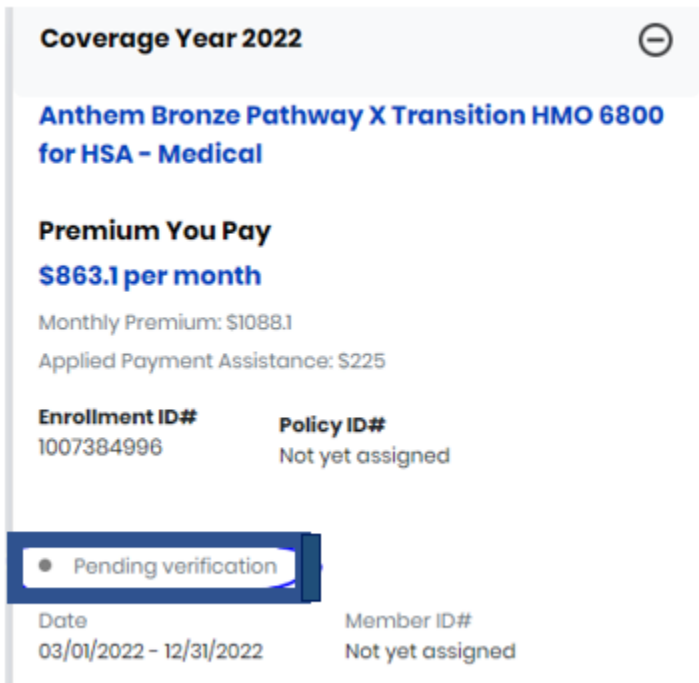 Coverage Year 2022
Anthem Bronze Pathway X Transition HMO 6800
for HSA - Medical
Premium You Pay
$863.1 per month
Monthly Premium: $1088.1
Applied Payment Assistance: $225
Enrollment ID#
1007384996
Policy ID#
Not yet assigned
Pending verification
Date
03/01/2022 - 12/31/2022
Member ID#
Not yet assigned